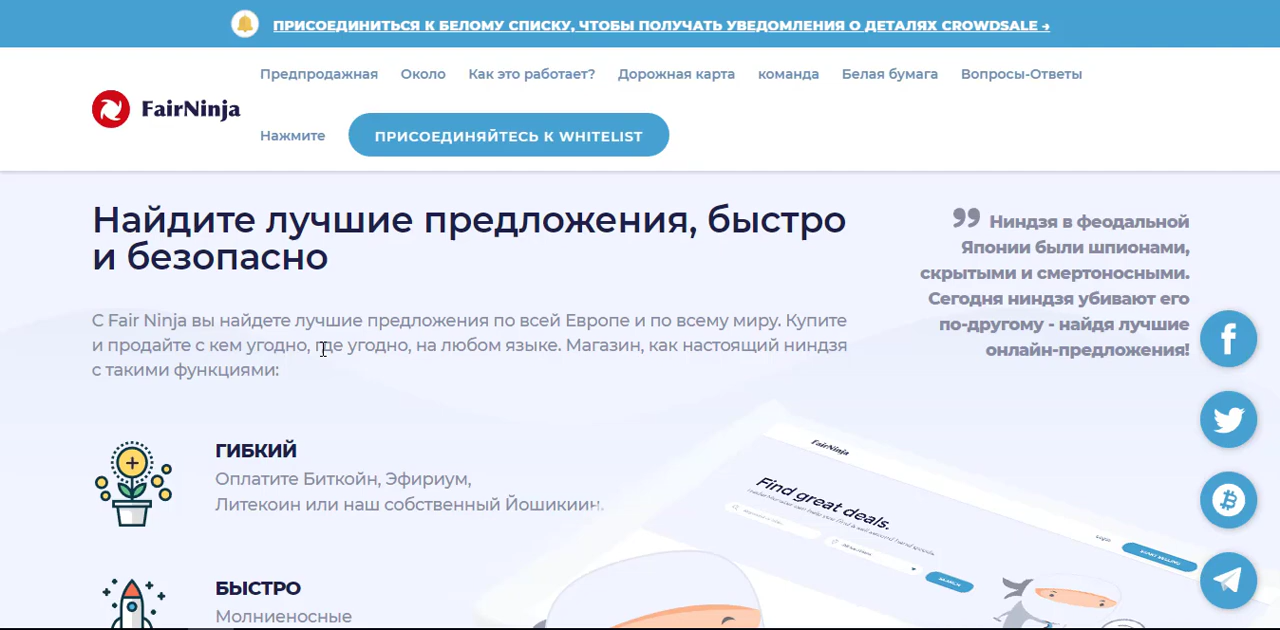 ПРИСОЕДИНИТЬСЯ К БЕЛОМУ СПИСКУ, ЧТОБЫ ПОЛУЧАТЬ УВЕДОМЛЕНИЯ О ДЕТАЛЯХ CROWDSALE →
FairNinja
Предпродажная Около Как это работает? Дорожная карта команда Белая бумага Вопросы-Ответы
Нажмите ПРИСОЕДИНЯЙТЕСЬ К WHITELIST
Найдите лучшие предложения, быстро
и безопасно
С Fair Ninja вы найдете лучшие предложения по всей Европе и по всему миру. Купите
и продайте с кем угодно, где угодно, на любом языке. Магазин, как настоящий ниндзя
с такими функциями:
ГИБКИЙ
Оплатите Биткойн, Эфириум,
Литекоин или наш собственный Йошикиин.
БЫСТРО
Молниеносные
Ниндзя в феодальной
Японии были шпионами,
скрытыми и смертоносными.
Сегодня ниндзя убивают его
по-другому - найдя лучшие
онлайн-предложения!
FairNinja
Find great deals.
Login
START SELLING
SEARCH